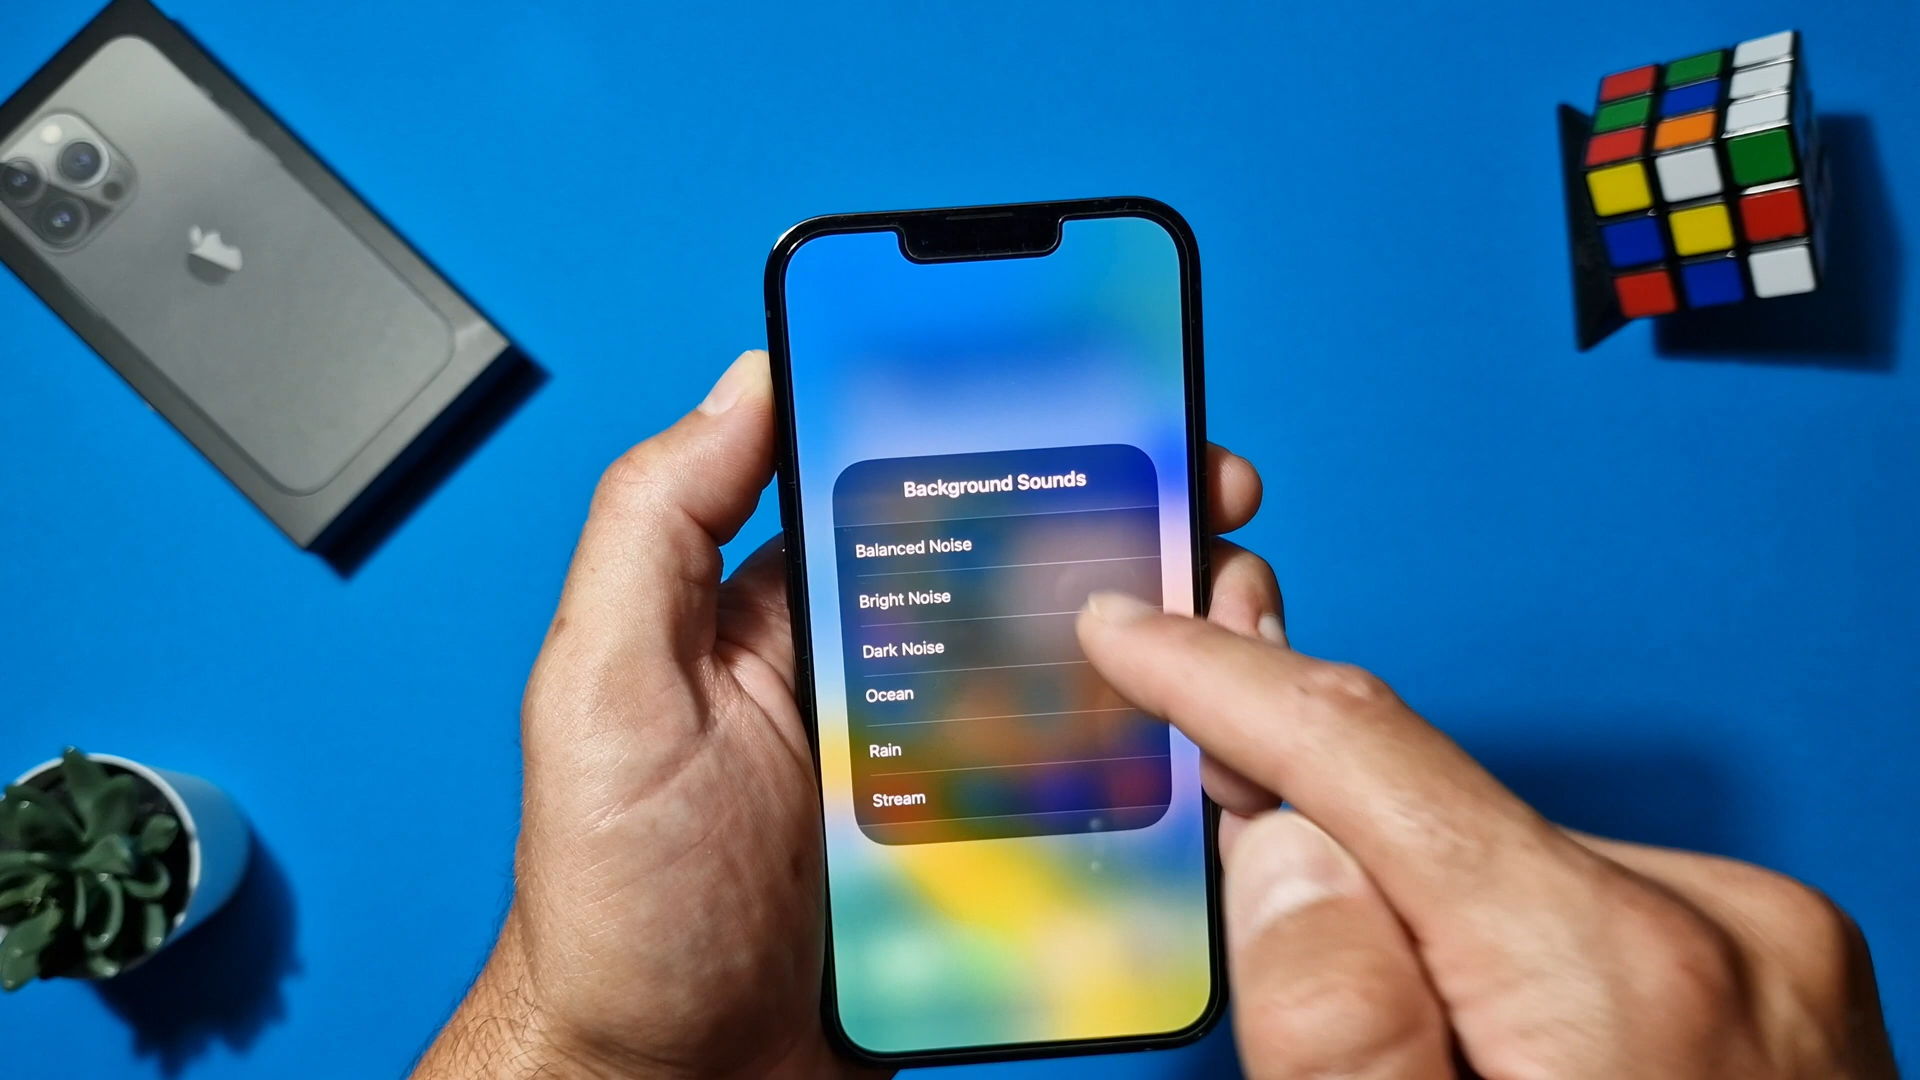 Background Sounds
Balanced Noise
Bright Noise
Dark Noise
Ocean
Rain
Stream